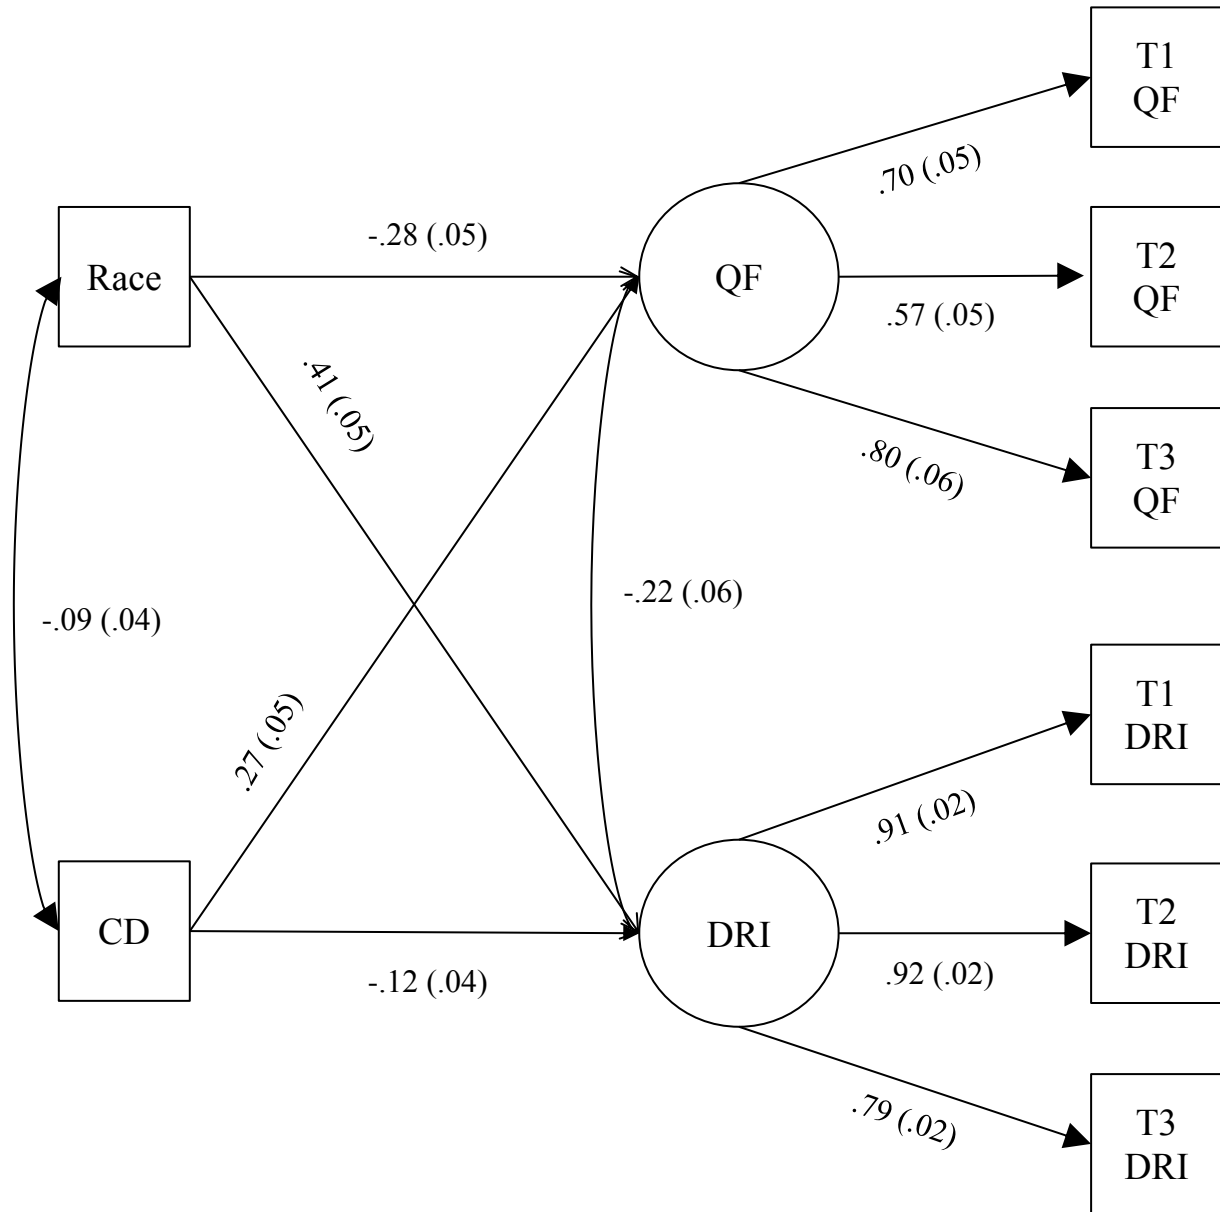 T1
QF
.70 (.05)
-.28 (.05)
Race
QF
T2
QF
.57 (.05)
.41 (.05)
.80 (.06)
T3
QF
-.22 (.06)
-.09 (.04)
.27 (.05)
T1
DRI
.91 (.02)
CD
DRI
T2
DRI
.92 (.02)
-.12 (.04)
.79 (.02)
T3
DRI